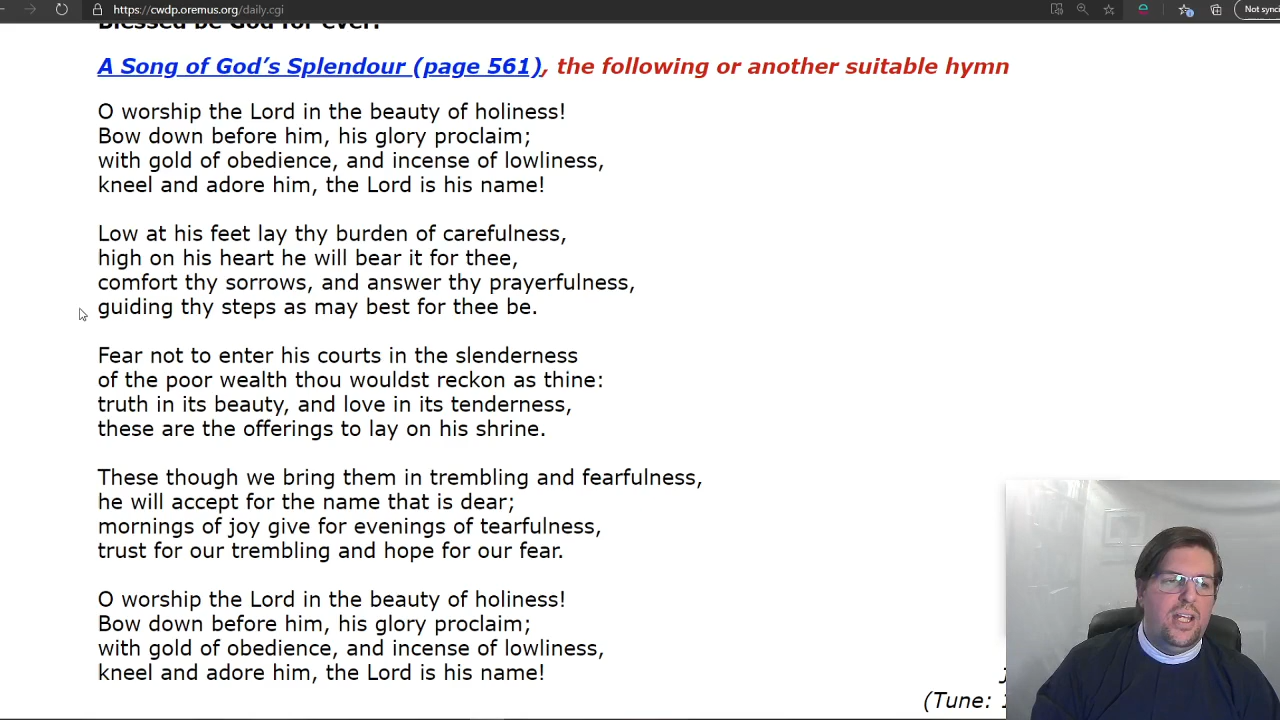 https://cwdp.oremus.org/daily.cgi
Not synci
Blessed be God for ever.
A Song of God's Splendour (page 561), the following or another suitable hymn
O worship the Lord in the beauty of holiness!
Bow down before him, his glory proclaim;
with gold of obedience, and incense of lowliness,
kneel and adore him, the Lord is his name!
Low at his feet lay thy burden of carefulness,
high on his heart he will bear it for thee,
comfort thy sorrows, and answer thy prayerfulness,
guiding thy steps as may best for thee be.
Fear not to enter his courts in the slenderness
of the poor wealth thou wouldst reckon as thine:
truth in its beauty, and love in its tenderness,
these are the offerings to lay on his shrine.
These though we bring them in trembling and fearfulness,
he will accept for the name that is dear;
mornings of joy give for evenings of tearfulness,
trust for our trembling and hope for our fear.
O worship the Lord in the beauty of holiness!
Bow down before him, his glory proclaim;
with gold of obedience, and incense of lowliness,
kneel and adore him, the Lord is his name!
(Tune: